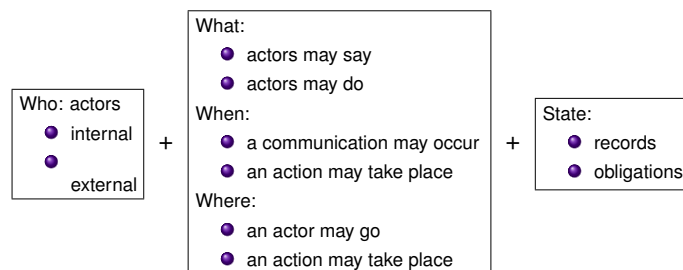 Who: actors
internal
external
+
What:
actors may say
actors may do
When:
a communication may occur
an action may take place
Where:
an actor may go
an action may take place
+
State:
records
obligations